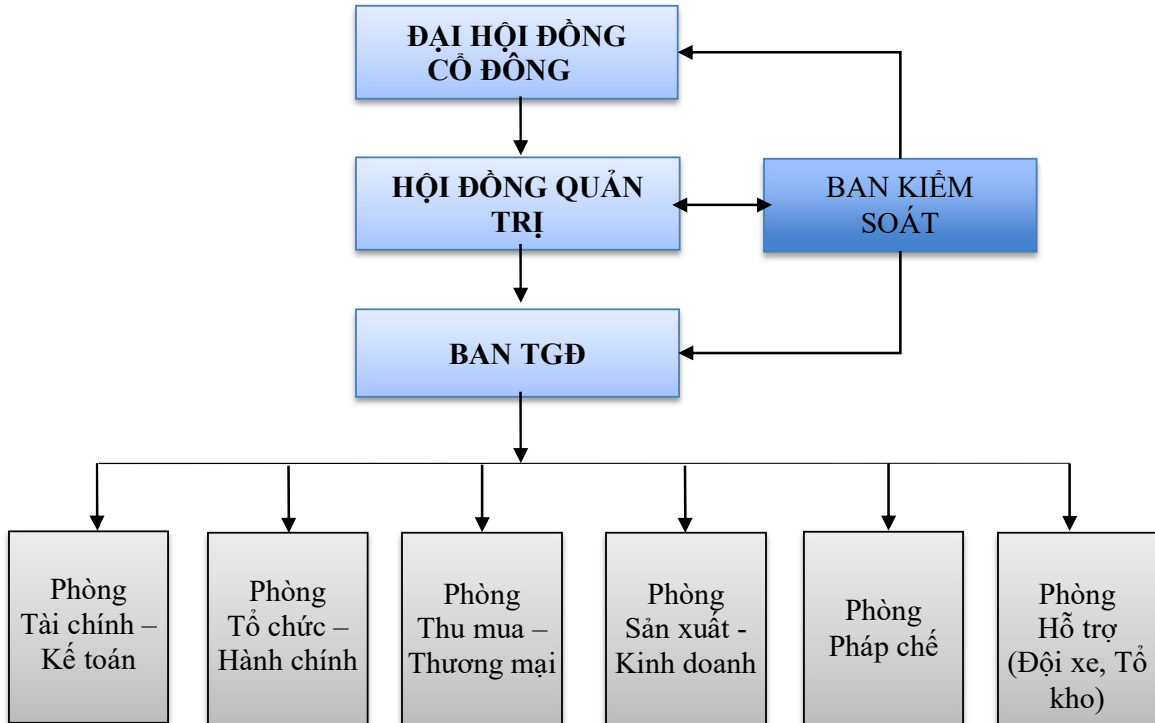 ĐẠI HỘI ĐỒNG
CỔ ĐÔNG
HỘI ĐỒNG QUẢN
TRỊ
BAN KIỂM
SOÁT
BAN TGĐ
Phòng
Tài chính –
Kế toán
Phòng
Tổ chức –
Hành chính
Phòng
Thu mua –
Thương mại
Phòng
Sản xuất -
Kinh doanh
Phòng
Pháp chế
Phòng
Hỗ trợ
(Đội xe, Tổ
kho)